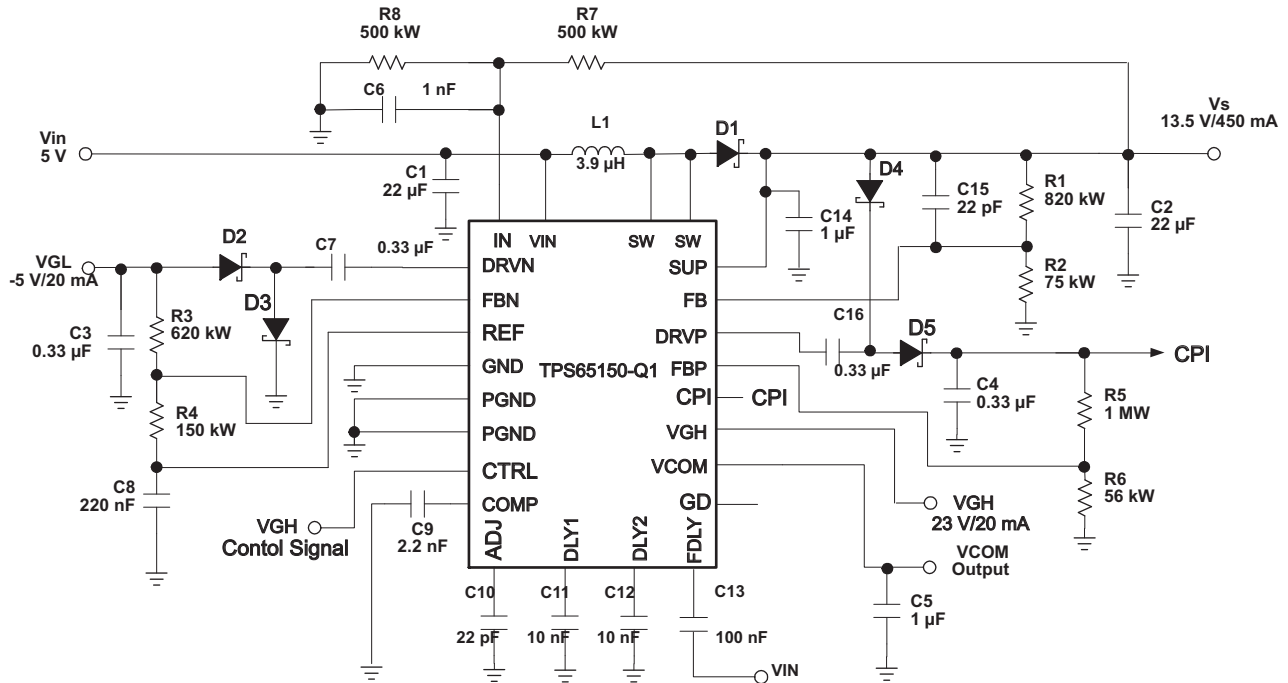 R8
500 kW
R7
500 kW
C6
1 nF
L1
3.9 µH
D1
Vs
13.5 V/450 mA
Vin
5 V
C1
22 µF
D4
C15
22 pF
R1
820 kW
C2
22 µF
C14
1 µF
R2
75 kW
D2
C7
0.33 µF
VGL
-5 V/20 mA
D3
C3
0.33 µF
R3
620 kW
R4
150 kW
C8
220 nF
IN
VIN
SW
SW
DRVN
SUP
FBN
FB
REF
DRVP
GND
TPS65150-Q1
FBP
PGND
CPI
CPI
PGND
VGH
CTRL
VCOM
COMP
GD
ADJ
DLY1
DLY2
FDLY
C16
0.33 µF
D5
CPI
C4
0.33 µF
R5
1 MW
R6
56 kW
VGH
23 V/20 mA
VGH
Contol Signal
C9
2.2 nF
VCOM
Output
C5
1 µF
C10
22 pF
C11
10 nF
C12
10 nF
C13
100 nF
VIN